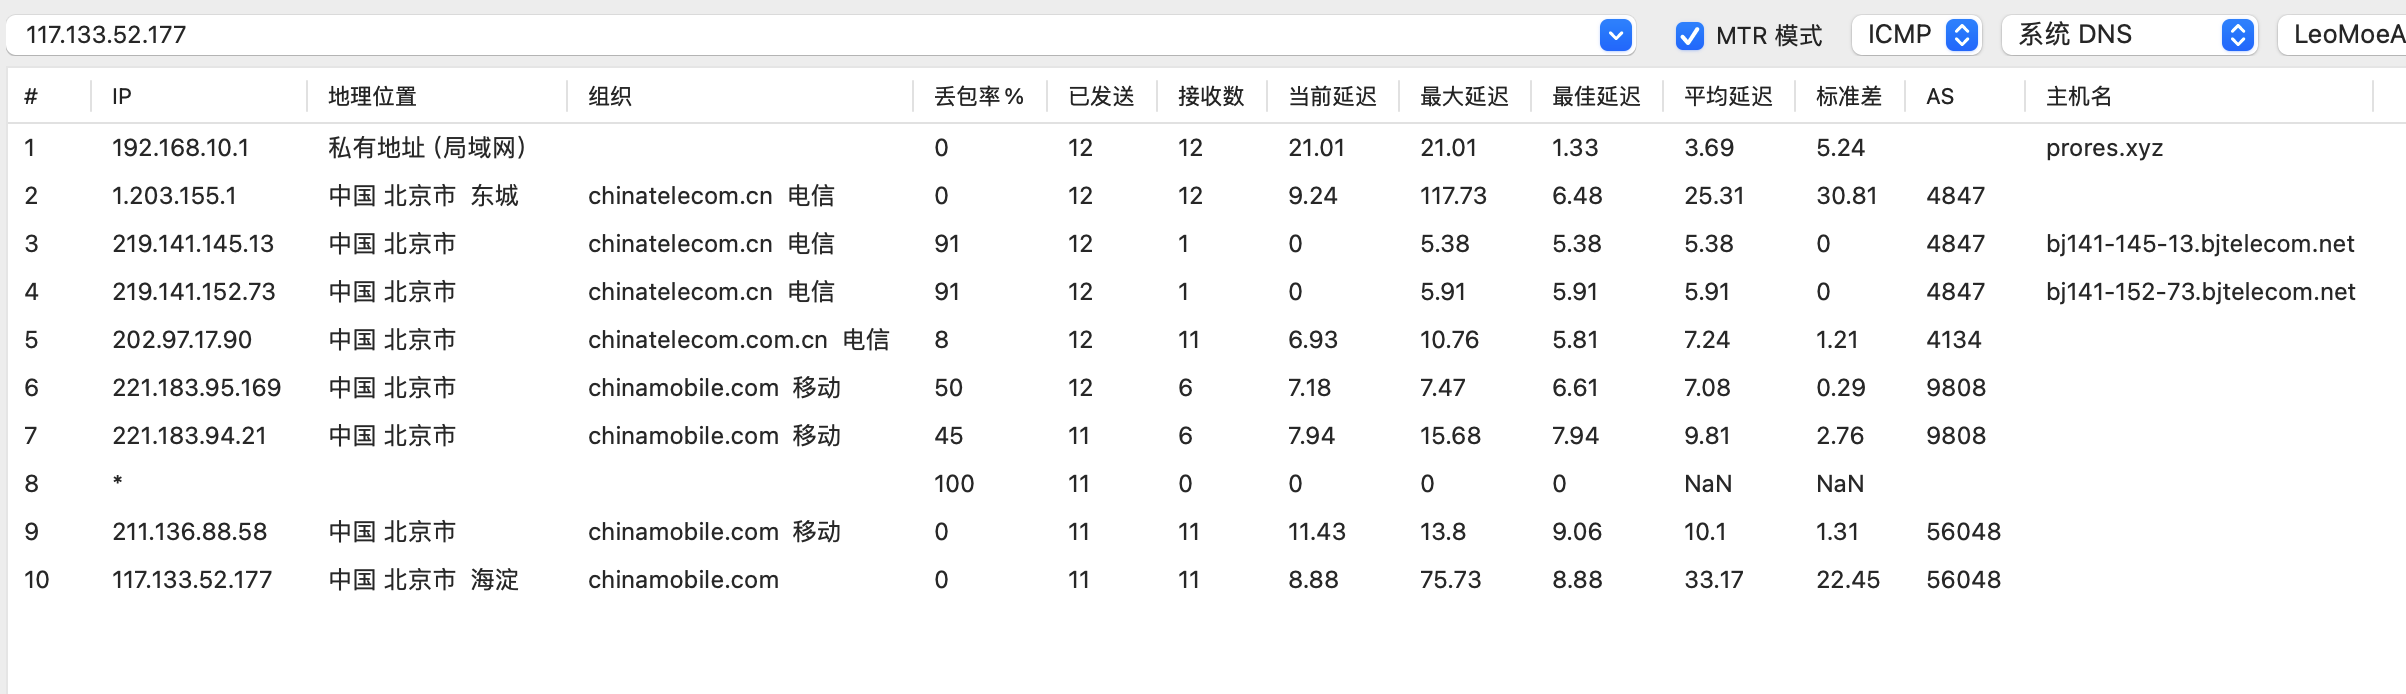 117.133.52.177 MTR 模式 ICMP 系统 DNS LeoMoeA
# IP 地理位置 组织 丢包率% 已发送 接收数 当前延迟 最大延迟 最佳延迟 平均延迟 标准差 AS 主机名
1 192.168.10.1 私有地址（局域网） 0 12 12 21.01 21.01 1.33 3.69 5.24 prores.xyz
2 1.203.155.1 中国 北京市 东城 chinatelecom.cn 电信 0 12 12 9.24 117.73 6.48 25.31 30.81 4847
3 219.141.145.13 中国 北京市 chinatelecom.cn 电信 91 12 1 0 5.38 5.38 5.38 0 4847 bj141-145-13.bjtelecom.net
4 219.141.152.73 中国 北京市 chinatelecom.cn 电信 91 12 1 0 5.91 5.91 5.91 0 4847 bj141-152-73.bjtelecom.net
5 202.97.17.90 中国 北京市 chinatelecom.com.cn 电信 8 12 11 6.93 10.76 5.81 7.24 1.21 4134
6 221.183.95.169 中国 北京市 chinamobile.com 移动 50 12 6 7.18 7.47 6.61 7.08 0.29 9808
7 221.183.94.21 中国 北京市 chinamobile.com 移动 45 11 6 7.94 15.68 7.94 9.81 2.76 9808
8 * 100 11 0 0 0 0 NaN NaN
9 211.136.88.58 中国 北京市 chinamobile.com 移动 0 11 11 11.43 13.8 9.06 10.1 1.31 56048
10 117.133.52.177 中国 北京市 海淀 chinamobile.com 0 11 11 8.88 75.73 8.88 33.17 22.45 56048